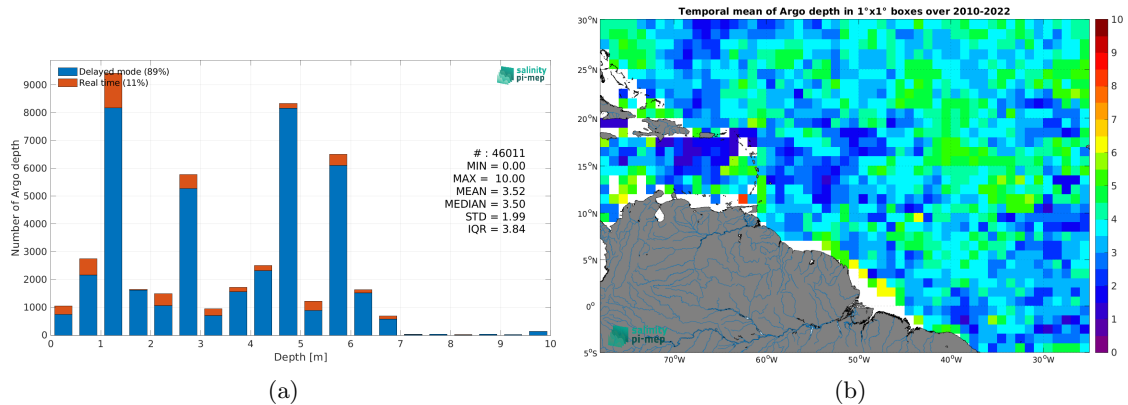 Delayed mode (89%)
Real time (11%)
salinity
pi-mep
# : 46011
MIN = 0.00
MAX = 10.00
MEAN = 3.52
MEDIAN = 3.50
STD = 1.99
IQR = 3.84
Number of Argo depth
9000
8000
7000
6000
5000
4000
3000
2000
1000
0
0 1 2 3 4 5 6 7 8 9 10
Depth [m]
(a)
Temporal mean of Argo depth in 1°x1° boxes over 2010-2022
30°N
25°N
20°N
15°N
10°N
5°N
0°
5°S
70°W 60°W 50°W 40°W 30°W
salinity
pi-mep
10
9
8
7
6
5
4
3
2
1
0
(b)